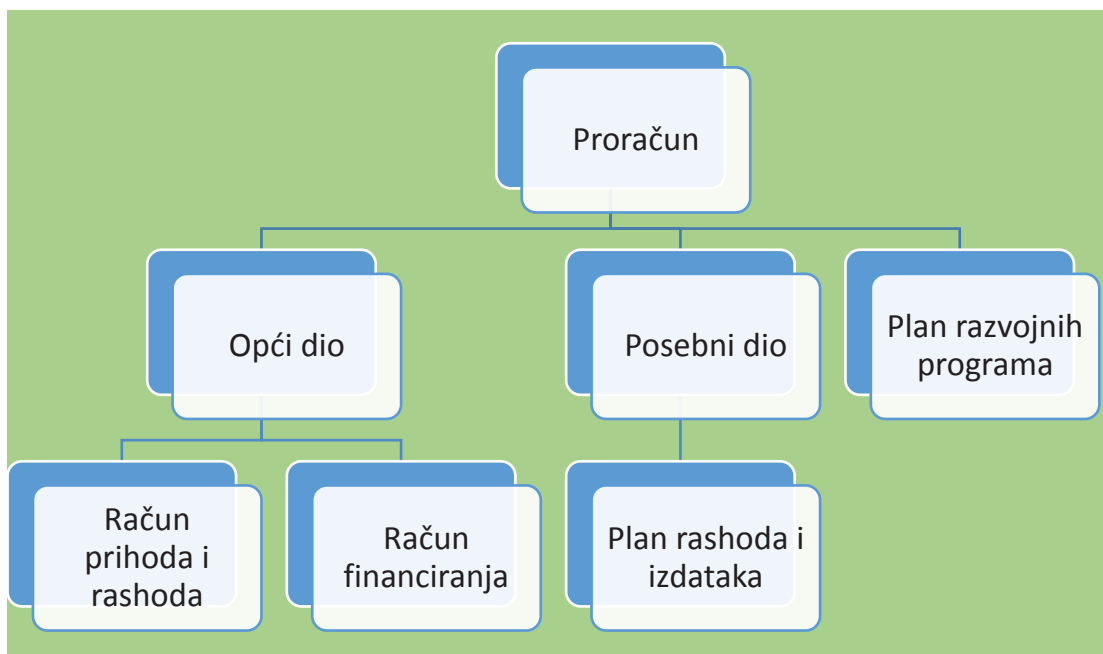 Proračun
Opći dio
Posebni dio
Plan razvojnih
programa
Račun
prihoda i
rashoda
Račun
financiranja
Plan rashoda i
izdataka